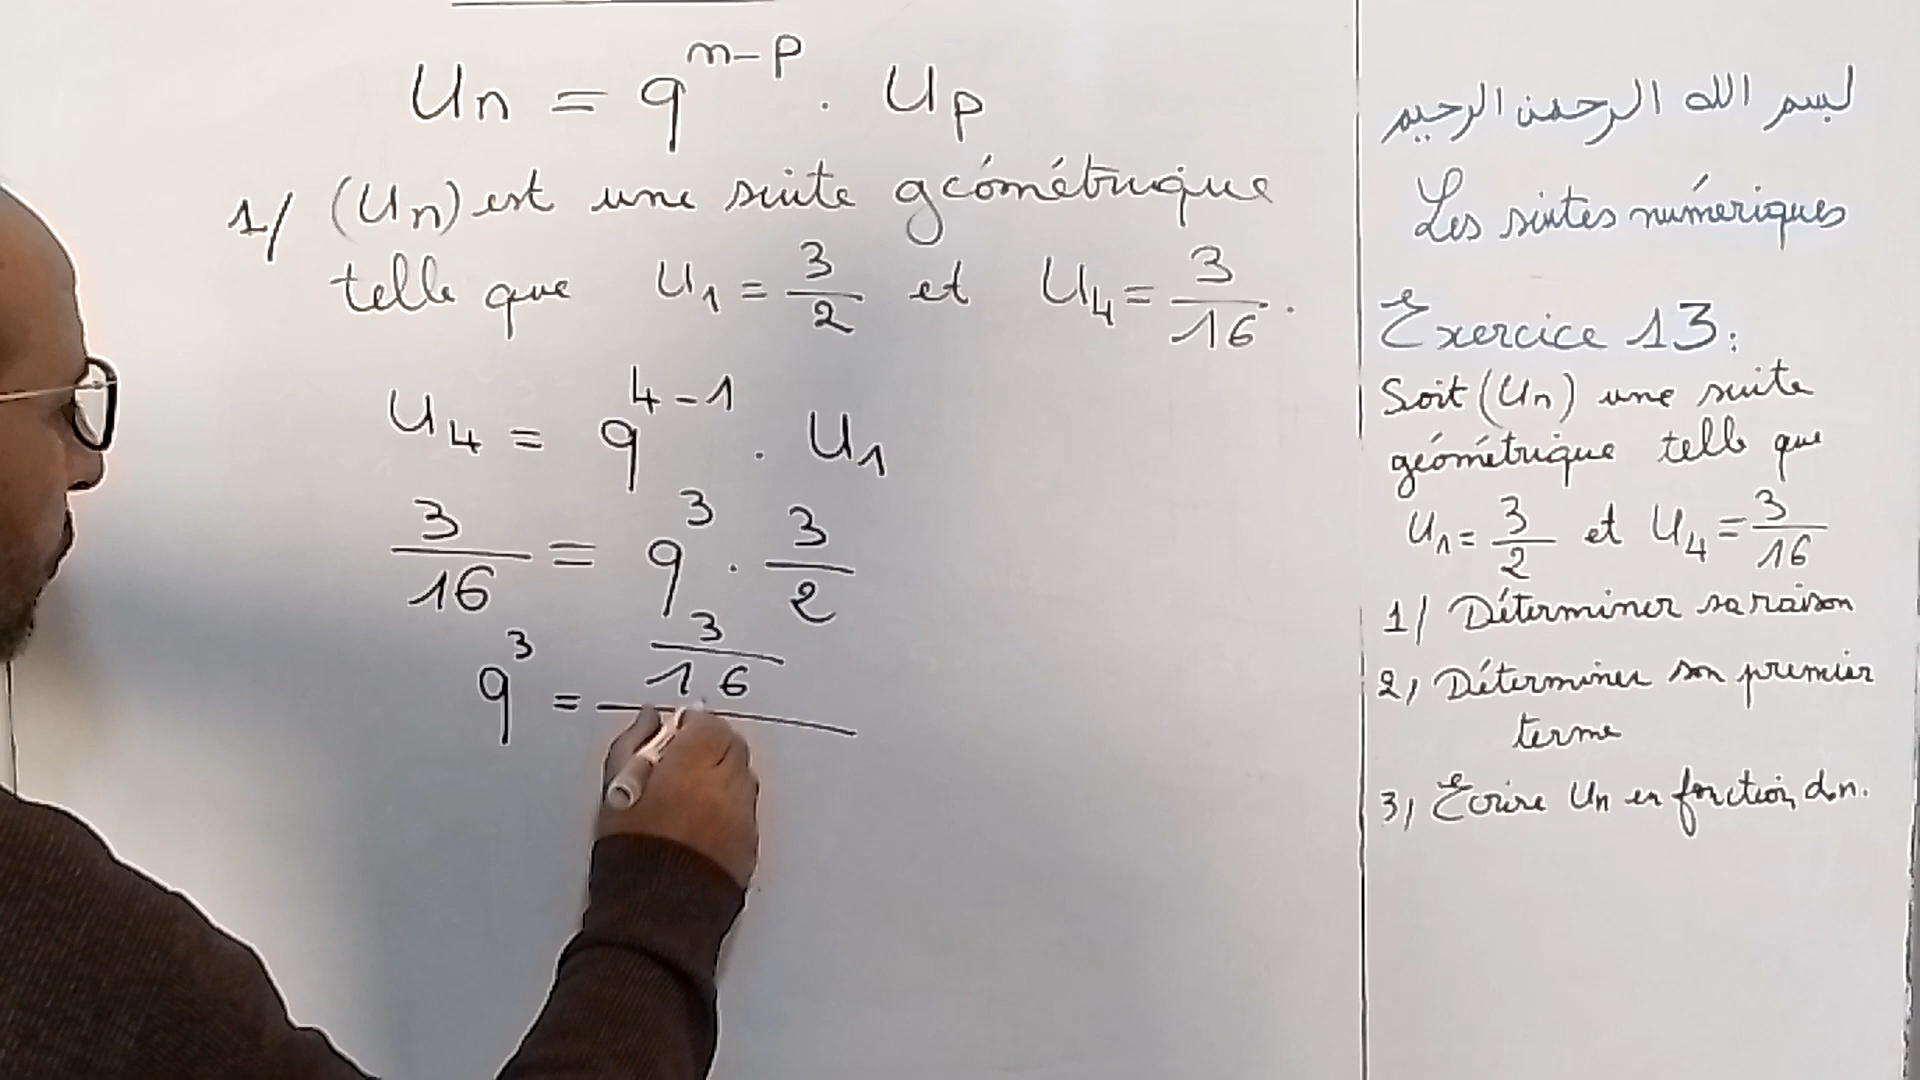 Un = q^(n-p) . Up
1/ (Un) est une suite géométrique
telle que U1 = 3/2 et U4 = 3/16.
U4 = q^(4-1) . U1
3/16 = q^3 . 3/2
q^3 = 3/16
بسم الله الرحمن الرحيم
Les suites numériques
Exercice 13:
Soit (Un) une suite
géométrique telle que
U1 = 3/2 et U4 = 3/16
1/ Déterminer sa raison
2, Déterminer son premier
terme
3, Ecrire Un en fonction de n.